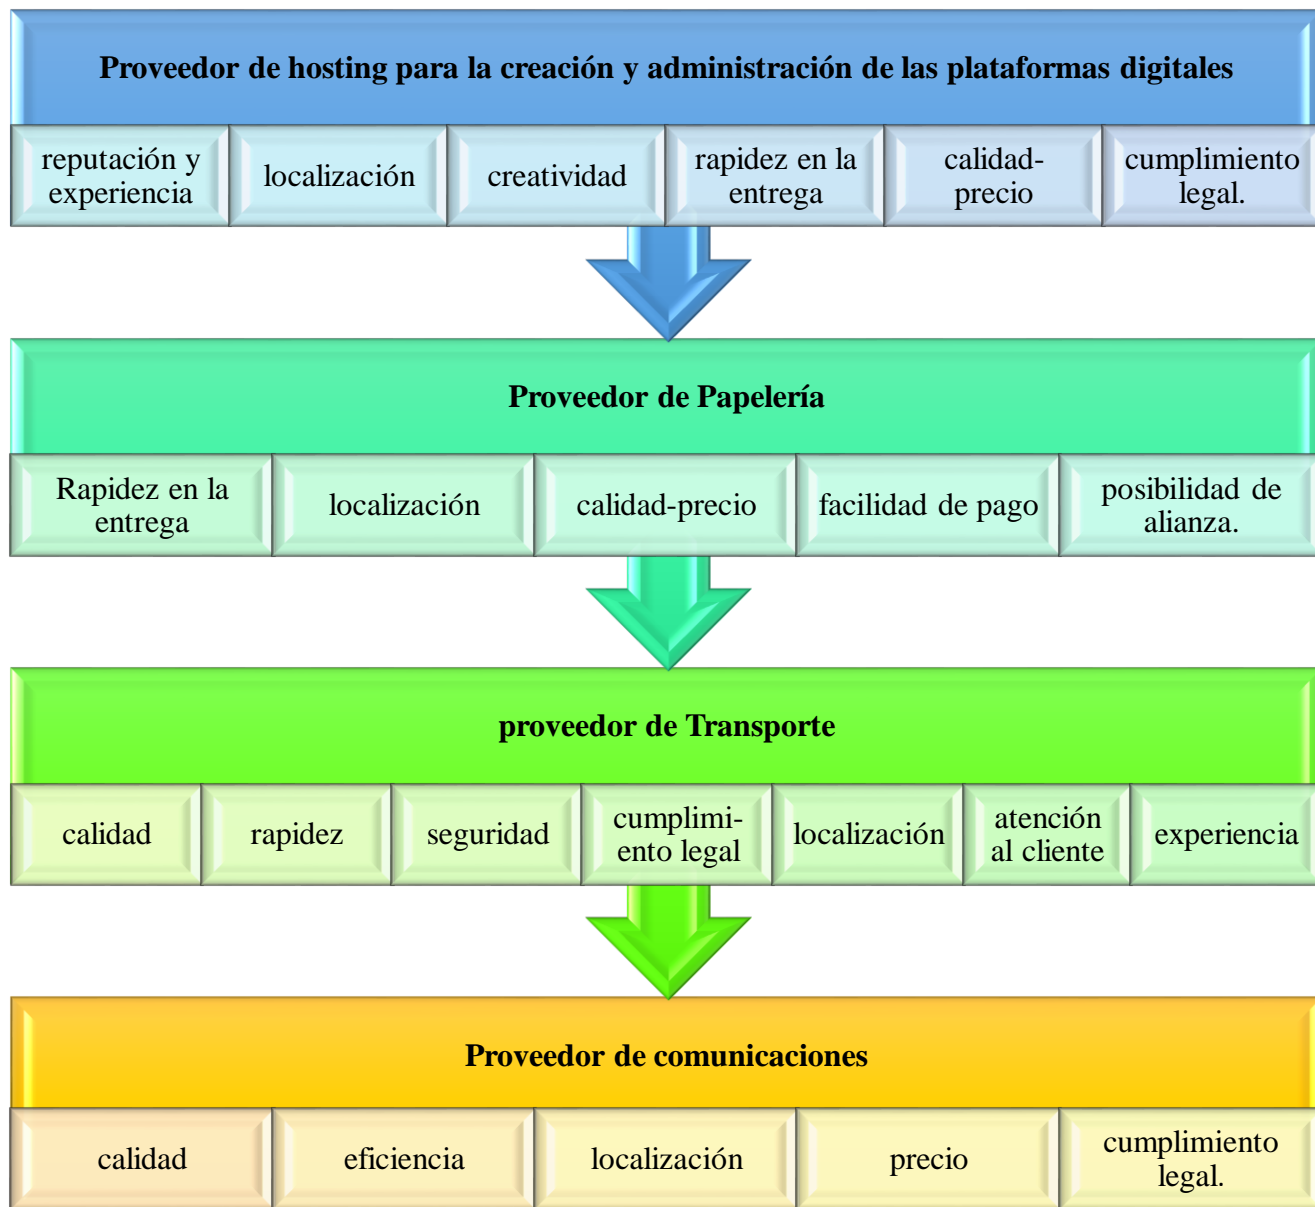 Proveedor de hosting para la creación y administración de las plataformas digitales
reputación y
experiencia
localización
creatividad
rapidez en la
entrega
calidad-
precio
cumplimiento
legal.
Proveedor de Papelería
Rapidez en la
entrega
localización
calidad-precio
facilidad de pago
posibilidad de
alianza.
proveedor de Transporte
calidad
rapidez
seguridad
cumplimi-
ento legal
localización
atención
al cliente
experiencia
Proveedor de comunicaciones
calidad
eficiencia
localización
precio
cumplimiento
legal.